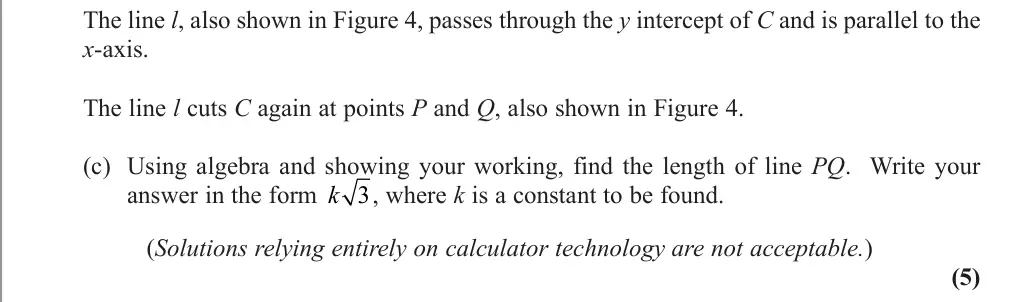 The line l, also shown in Figure 4, passes through the y intercept of C and is parallel to the
x-axis.
The line l cuts C again at points P and Q, also shown in Figure 4.
(c) Using algebra and showing your working, find the length of line PQ. Write your
answer in the form k√3, where k is a constant to be found.
(Solutions relying entirely on calculator technology are not acceptable.)
(5)